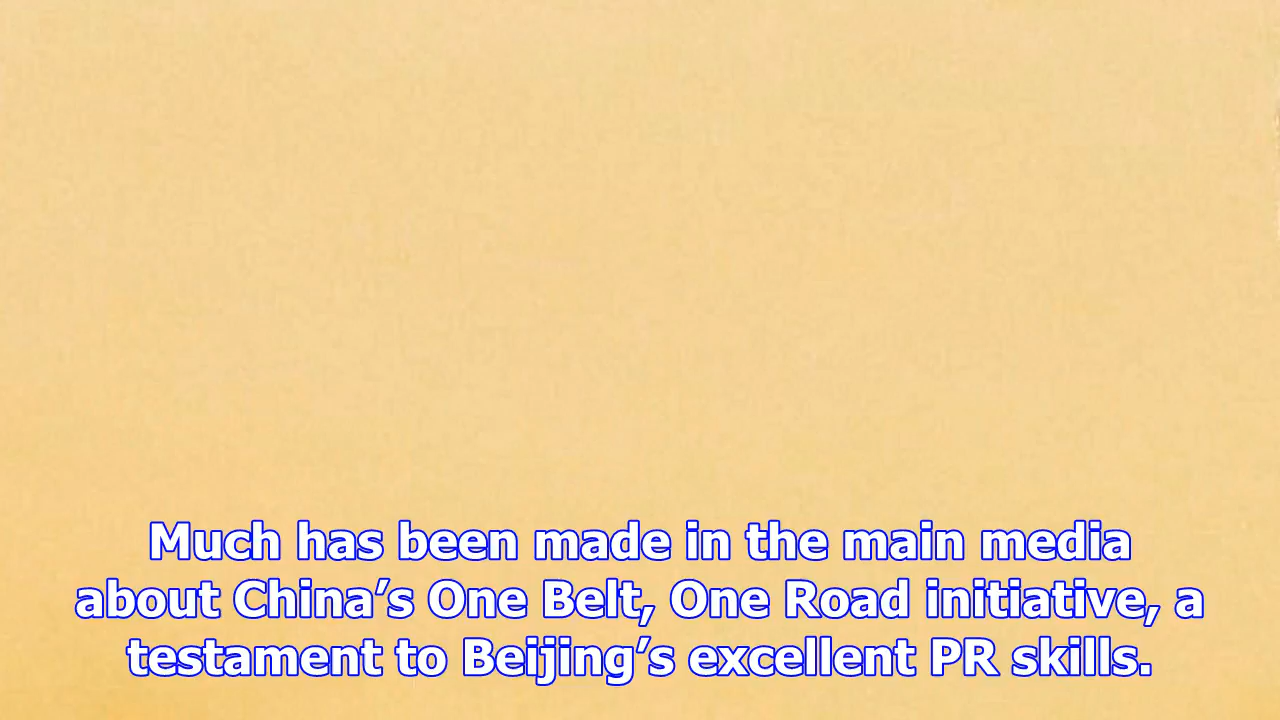 Much has been made in the main media
about China’s One Belt, One Road initiative, a
testament to Beijing’s excellent PR skills.